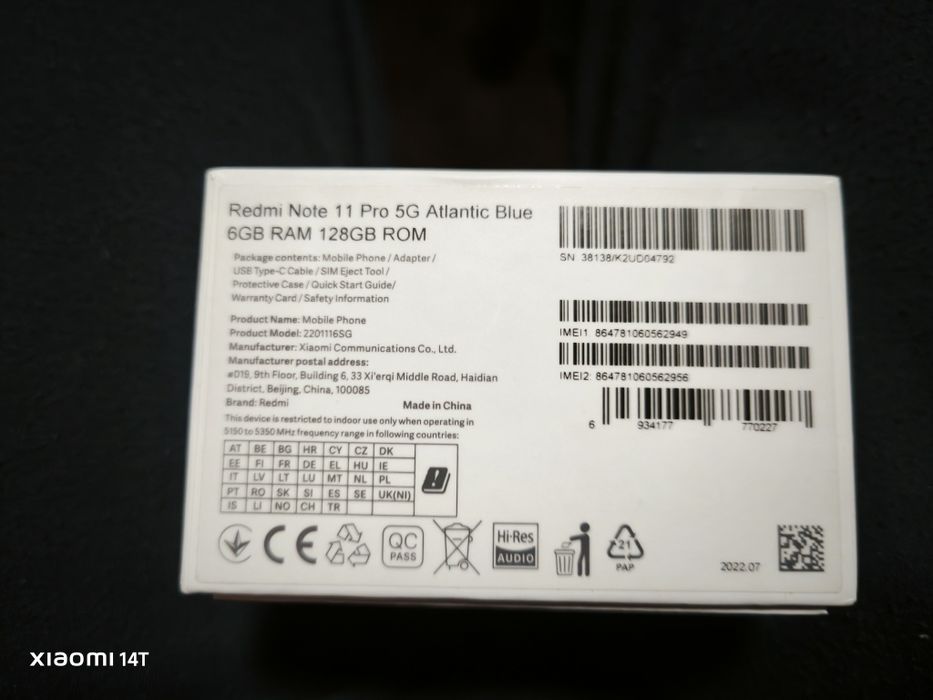 Redmi Note 11 Pro 5G Atlantic Blue
6GB RAM 128GB ROM
Package contents: Mobile Phone / Adapter /
USB Type-C Cable / SIM Eject Tool /
Protective Case / Quick Start Guide/
Warranty Card / Safety Information
Product Name: Mobile Phone
Product Model: 2201116SG
Manufacturer: Xiaomi Communications Co., Ltd.
Manufacturer postal address:
#019, 9th Floor, Building 6, 33 Xi'erqi Middle Road, Haidian
District, Beijing, China, 100085
Brand: Redmi
Made in China
This device is restricted to indoor use only when operating in
5150 to 5350 MHz frequency range in following countries:
AT BE BG HR CY CZ DK
EE FI FR DE EL HU IE
IT LV LT LU MT NL PL
PT RO SK SI ES SE UK(NI)
IS LI NO CH TR
SN 38138/K2UD04792
IMEI1 864781060562949
IMEI2 864781060562956
6 934177 770227
CE
QC
PASS
Hi-Res
AUDIO
21
PAP
2022.07
XIAOMI 14T